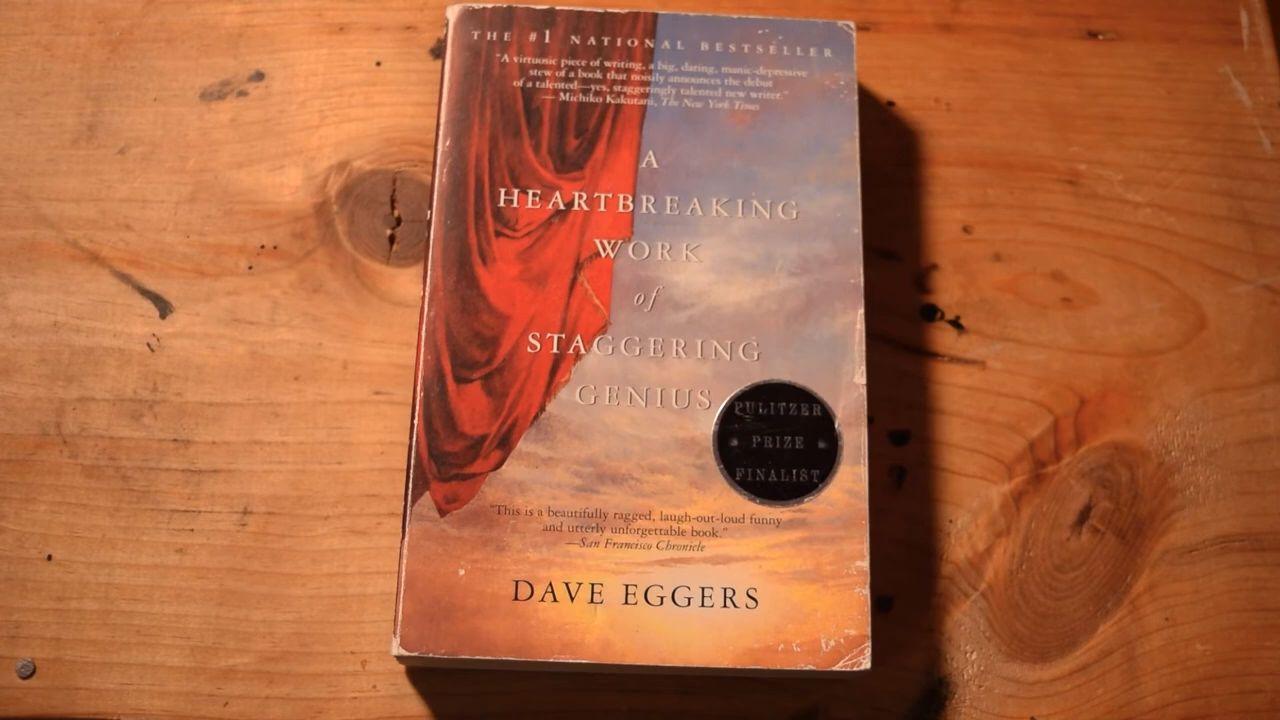 THE #1 NATIONAL BESTSELLER
"A virtuosic piece of writing, a big, daring, manic-depressive
stew of a book that noisily announces the debut
of a talented—yes, staggeringly talented new writer."
— Michiko Kakutani, The New York Times
A
HEARTBREAKING
WORK
of
STAGGERING
GENIUS
PULITZER
PRIZE
FINALIST
"This is a beautifully ragged, laugh-out-loud funny
and utterly unforgettable book."
—San Francisco Chronicle
DAVE EGGERS